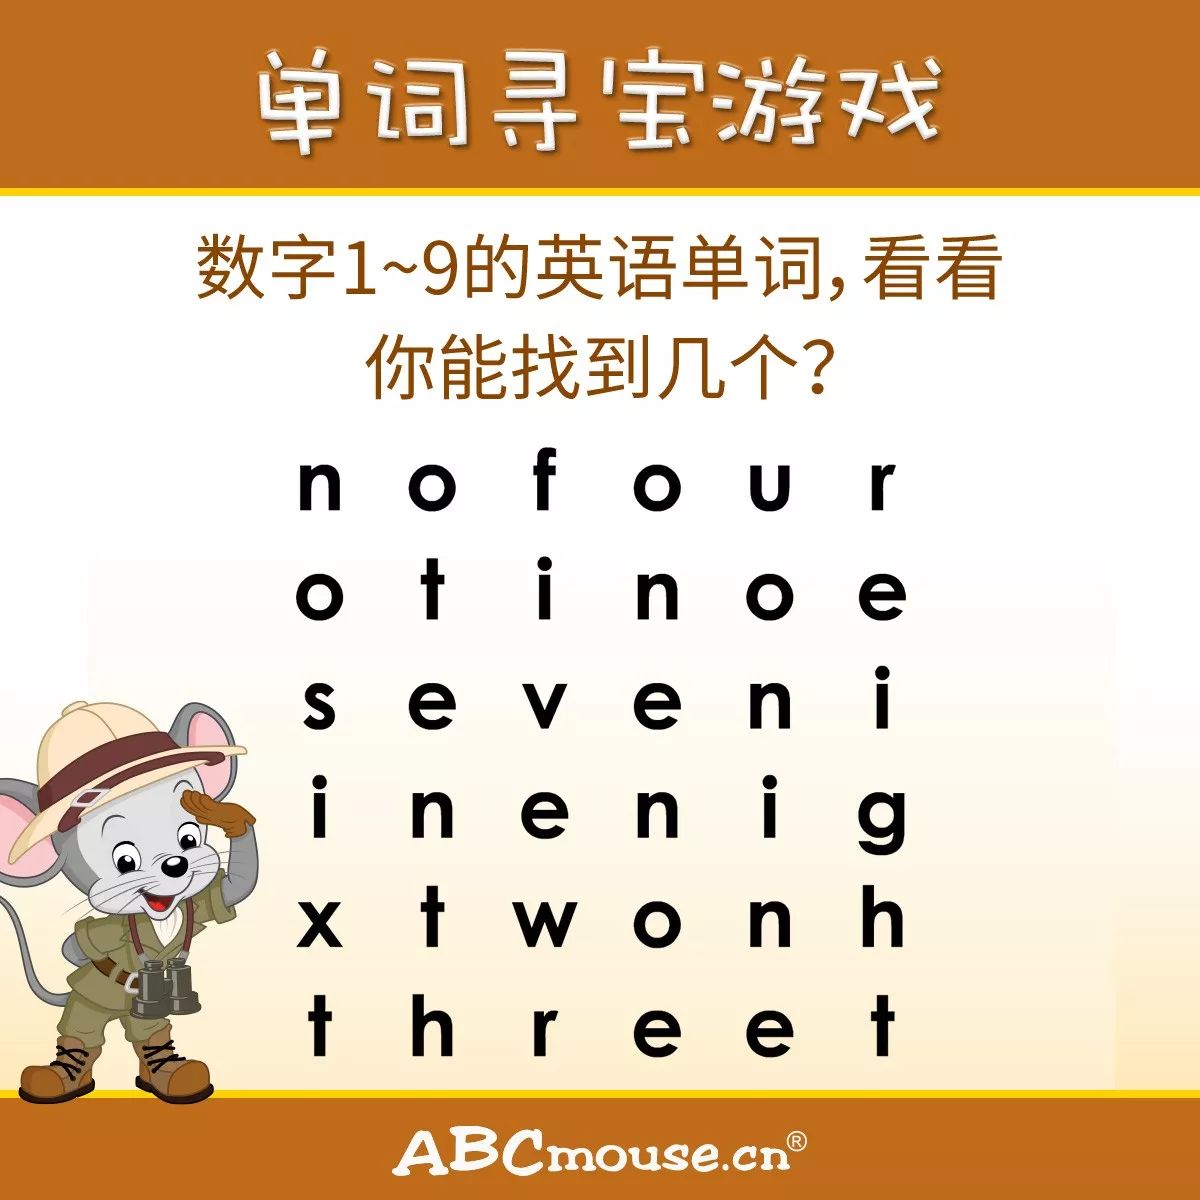 单词寻宝游戏
数字1~9的英语单词，看看
你能找到几个？
n o f o u r
o t i n o e
s e v e n i
i n e n i g
x t w o n h
t h r e e t
ABCmouse.cn®